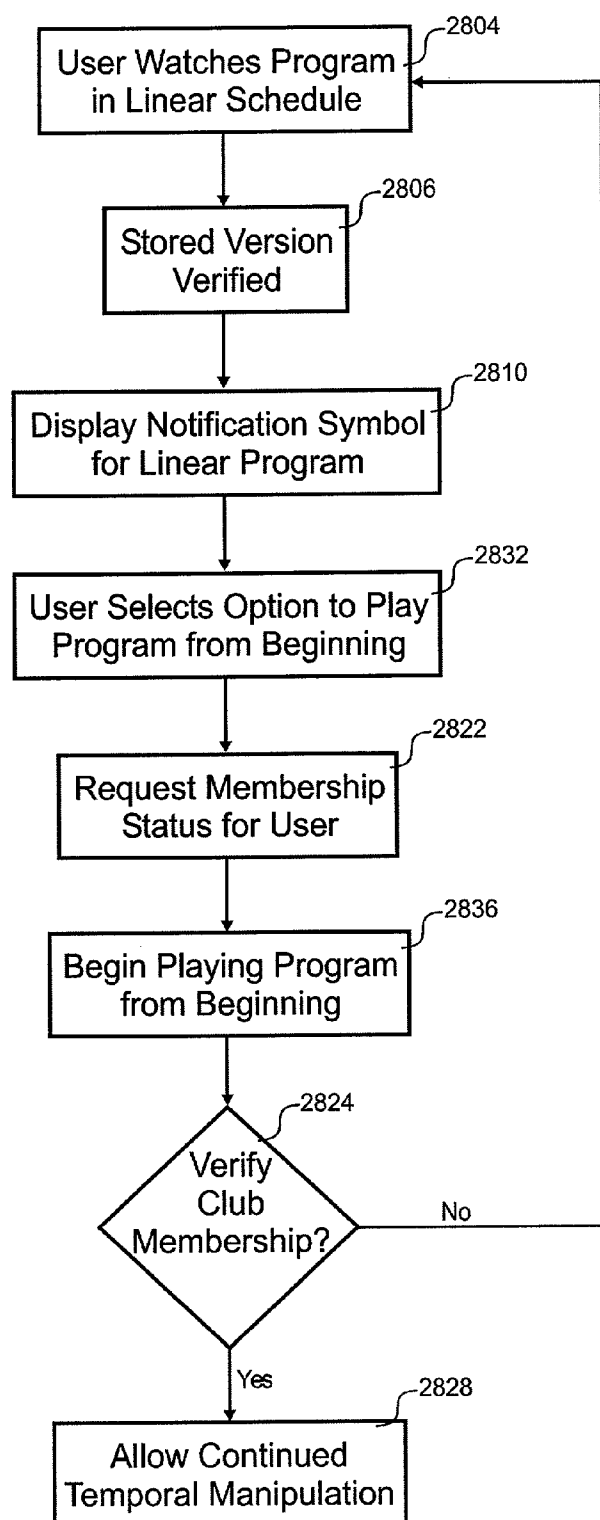 2804
User Watches Program
in Linear Schedule
2806
Stored Version
Verified
2810
Display Notification Symbol
for Linear Program
2832
User Selects Option to Play
Program from Beginning
2822
Request Membership
Status for User
2836
Begin Playing Program
from Beginning
2824
Verify
Club
Membership?
No
Yes
2828
Allow Continued
Temporal Manipulation